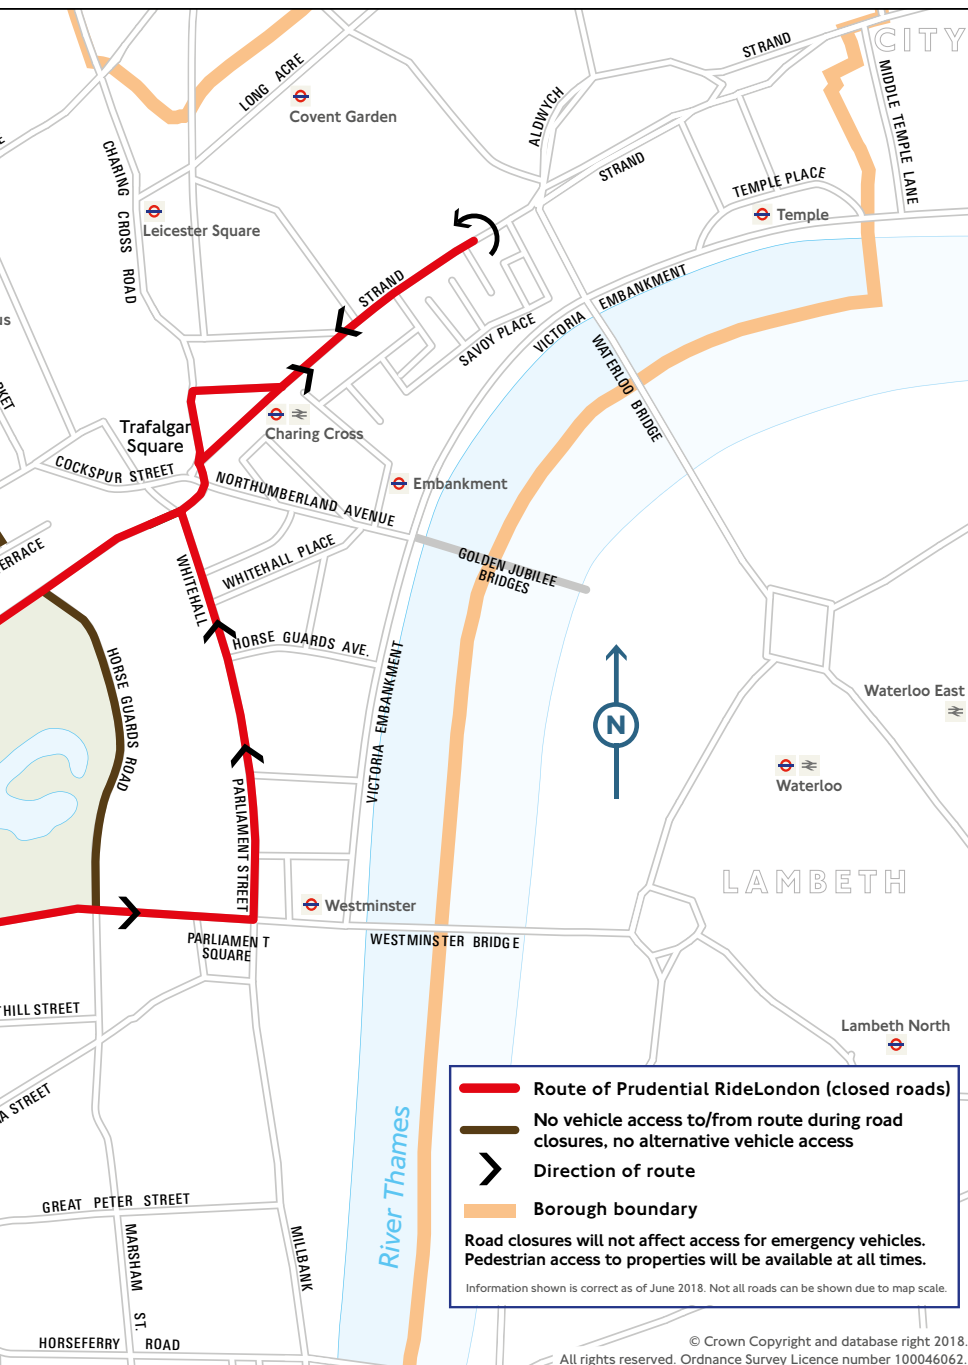 CITY
STRAND
MIDDLE TEMPLE LANE
LONG ACRE
Covent Garden
ALDWYCH
CHARING CROSS ROAD
STRAND
TEMPLE PLACE
Temple
Leicester Square
STRAND
VICTORIA EMBANKMENT
SAVOY PLACE
WATERLOO BRIDGE
Trafalgar
Square
Charing Cross
COCKSPUR STREET
NORTHUMBERLAND AVENUE
Embankment
GOLDEN JUBILEE
BRIDGES
ERRACE
WHITEHALL
WHITEHALL PLACE
HORSE GUARDS AVE.
HORSE GUARDS ROAD
VICTORIA EMBANKMENT
N
Waterloo East
Waterloo
PARLIAMENT STREET
LAMBETH
Westminster
PARLIAMEN T
SQUARE
WESTMINSTER BRIDGE
THILL STREET
Lambeth North
A STREET
River Thames
GREAT PETER STREET
MARSHAM ST.
MILLBANK
HORSEFERRY ROAD
Route of Prudential RideLondon (closed roads)
No vehicle access to/from route during road
closures, no alternative vehicle access
Direction of route
Borough boundary
Road closures will not affect access for emergency vehicles.
Pedestrian access to properties will be available at all times.
Information shown is correct as of June 2018. Not all roads can be shown due to map scale.
© Crown Copyright and database right 2018.
All rights reserved. Ordnance Survey Licence number 100046062.